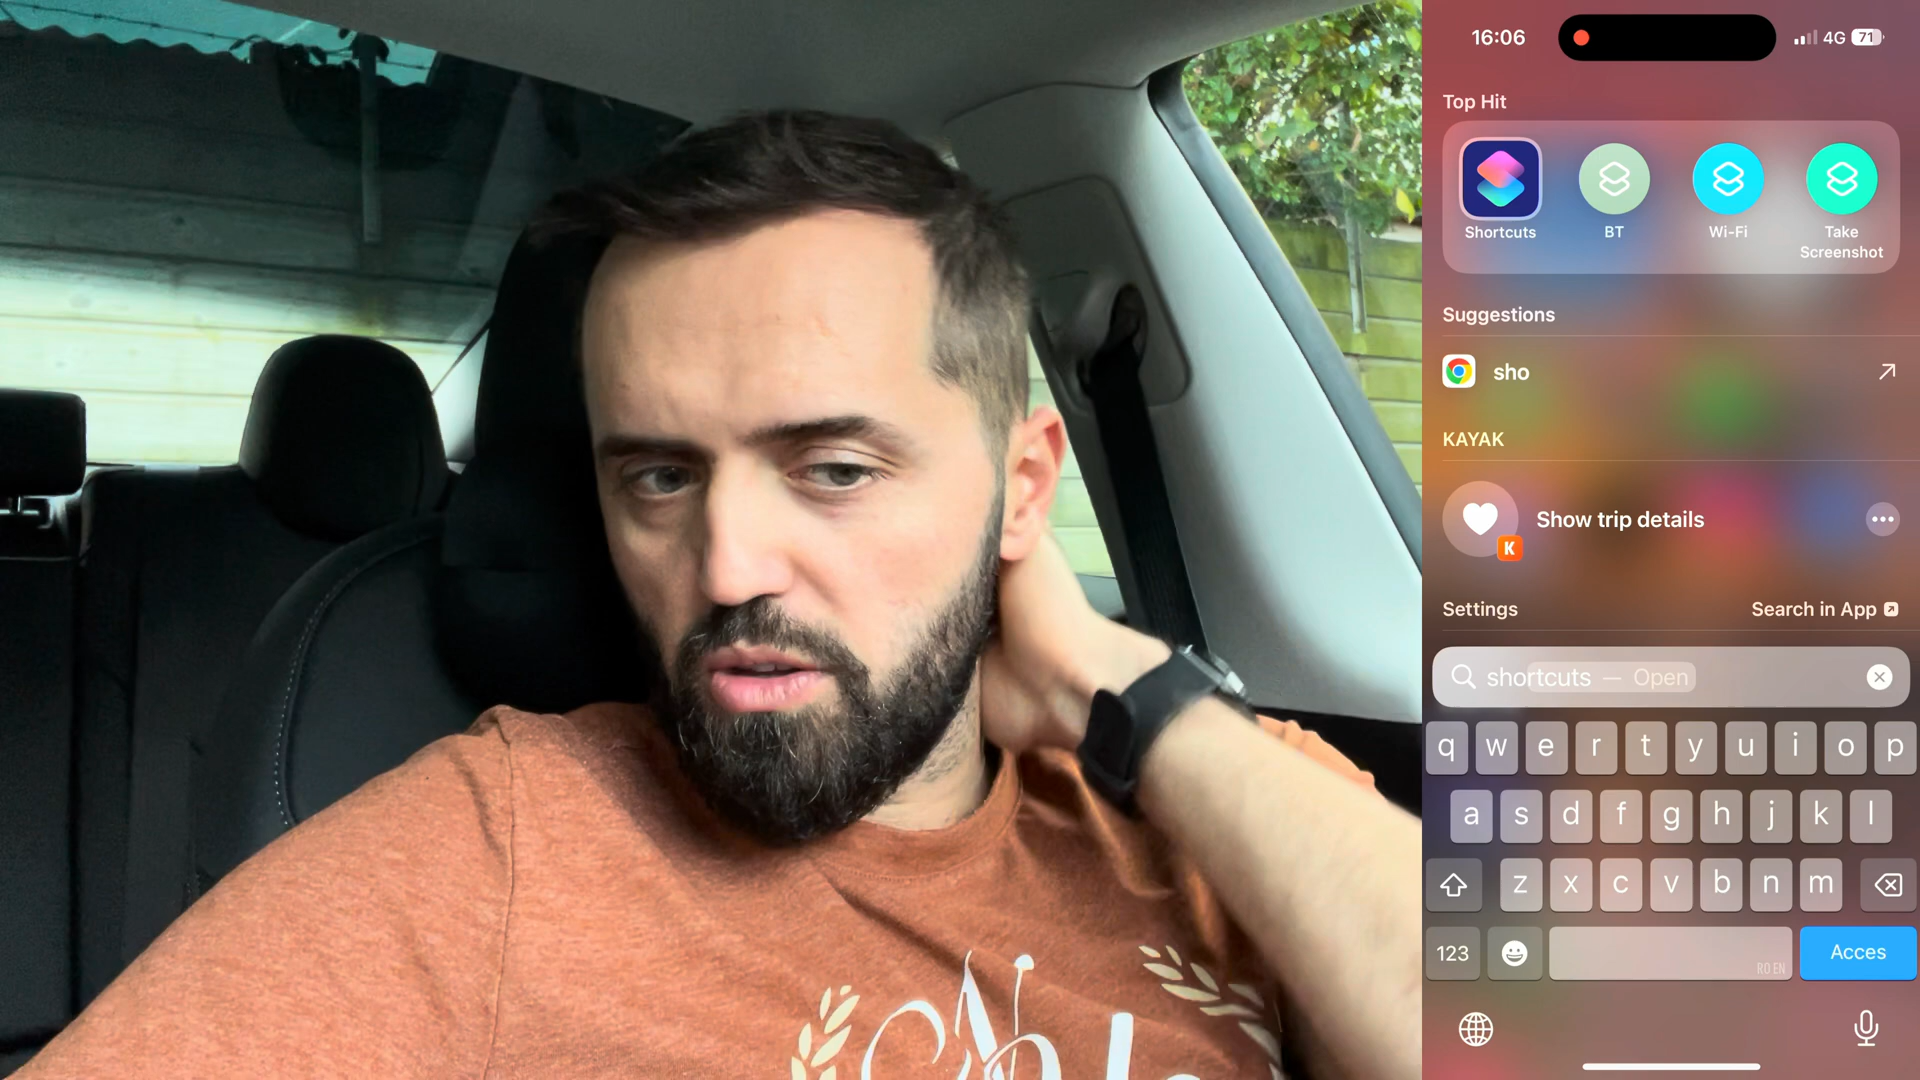 16:06
4G 71
Top Hit
Shortcuts
BT
Wi-Fi
Take
Screenshot
Suggestions
sho
KAYAK
K
Show trip details
Settings
Search in App
shortcuts — Open
q w e r t y u i o p
a s d f g h j k l
z x c v b n m
123
RO EN
Acces